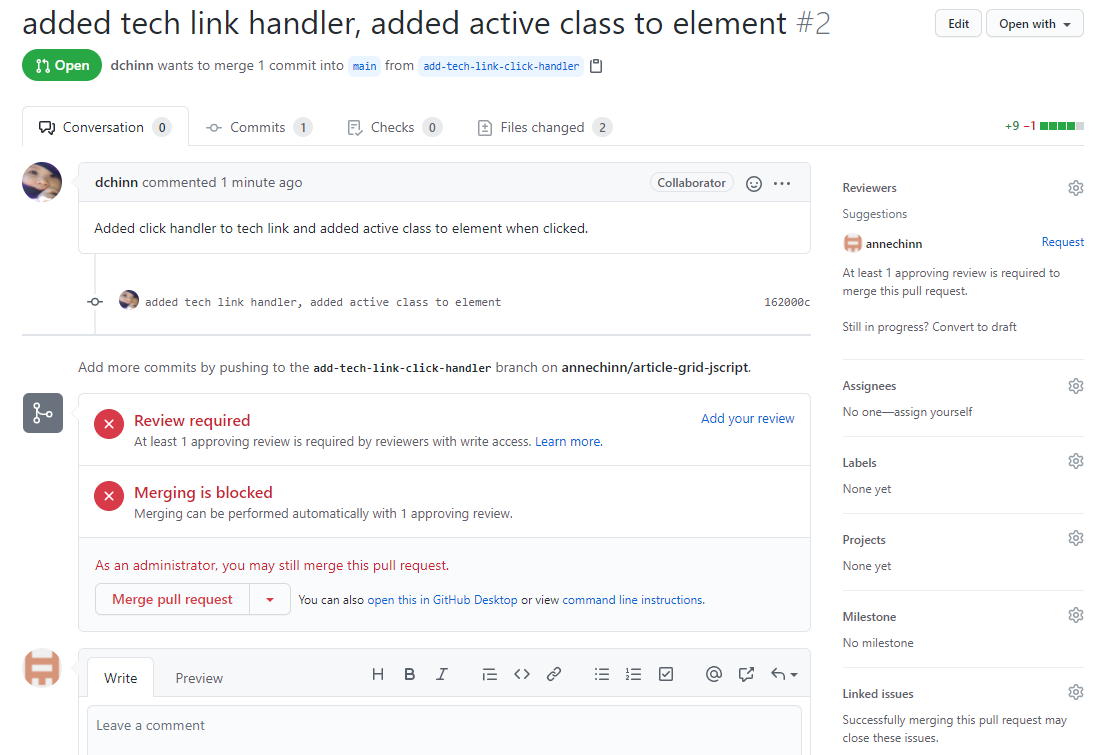 added tech link handler, added active class to element #2
Edit
Open with
Open
dchinn wants to merge 1 commit into main from add-tech-link-click-handler
Conversation 0
Commits 1
Checks 0
Files changed 2
+9 −1
dchinn commented 1 minute ago
Collaborator
Added click handler to tech link and added active class to element when clicked.
added tech link handler, added active class to element
162000c
Add more commits by pushing to the add-tech-link-click-handler branch on annechinn/article-grid-jscript.
Review required
Add your review
At least 1 approving review is required by reviewers with write access. Learn more.
Merging is blocked
Merging can be performed automatically with 1 approving review.
As an administrator, you may still merge this pull request.
Merge pull request
You can also open this in GitHub Desktop or view command line instructions.
Write
Preview
Leave a comment
Reviewers
Suggestions
annechinn
Request
At least 1 approving review is required to
merge this pull request.
Still in progress? Convert to draft
Assignees
No one—assign yourself
Labels
None yet
Projects
None yet
Milestone
No milestone
Linked issues
Successfully merging this pull request may
close these issues.